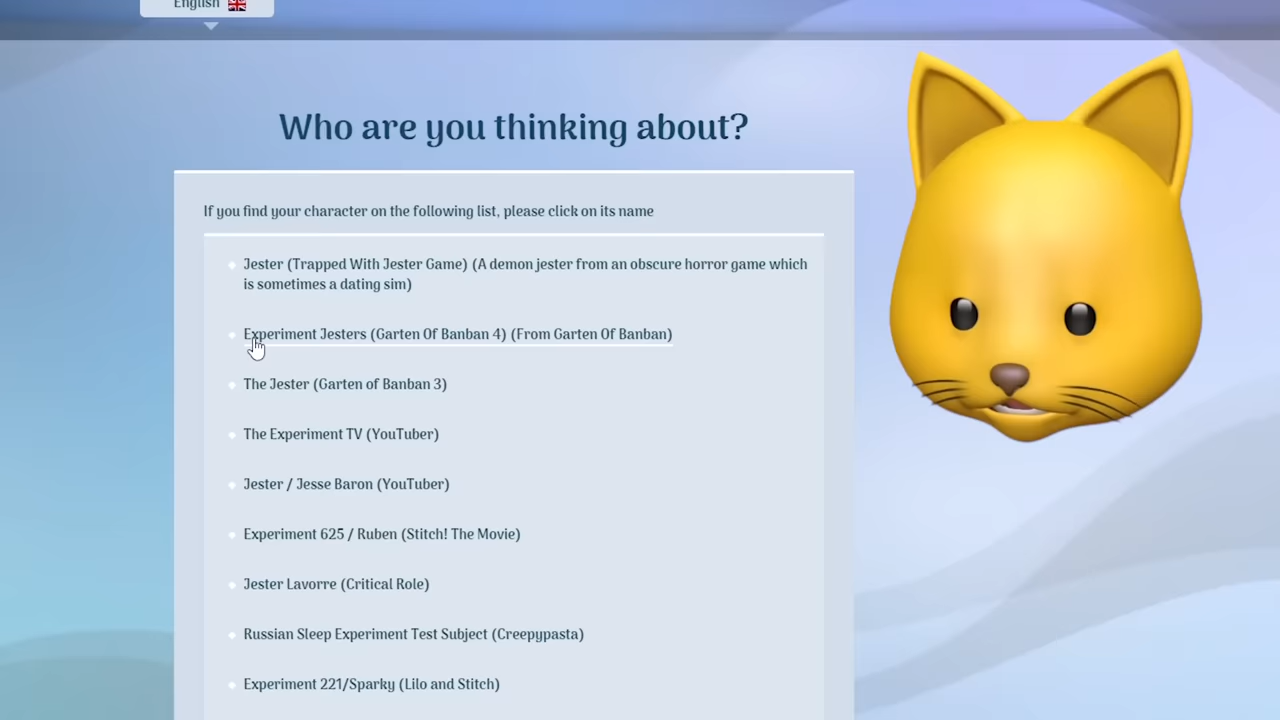 English
Who are you thinking about?
If you find your character on the following list, please click on its name
Jester (Trapped With Jester Game) (A demon jester from an obscure horror game which
is sometimes a dating sim)
Experiment Jesters (Garten Of Banban 4) (From Garten Of Banban)
The Jester (Garten of Banban 3)
The Experiment TV (YouTuber)
Jester / Jesse Baron (YouTuber)
Experiment 625 / Ruben (Stitch! The Movie)
Jester Lavorre (Critical Role)
Russian Sleep Experiment Test Subject (Creepypasta)
Experiment 221/Sparky (Lilo and Stitch)